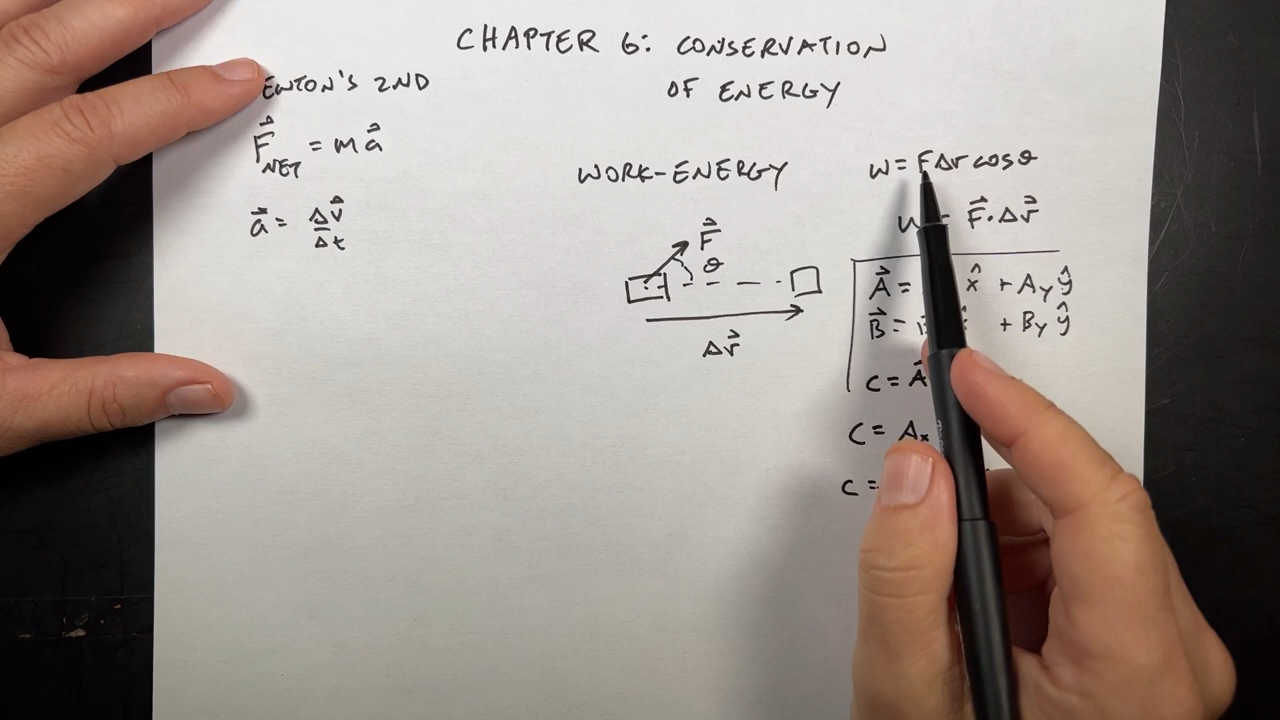 CHAPTER 6: CONSERVATION
OF ENERGY
EWTON'S 2ND
F⃗NET = m a⃗
a⃗ = Δv⃗/Δt
WORK-ENERGY
F⃗
θ
Δr⃗
W = FΔr cos θ
W = F⃗·Δr⃗
A⃗ = x̂ + Ay ŷ
B⃗ = + By ŷ
C = A⃗
C = Ax
C =